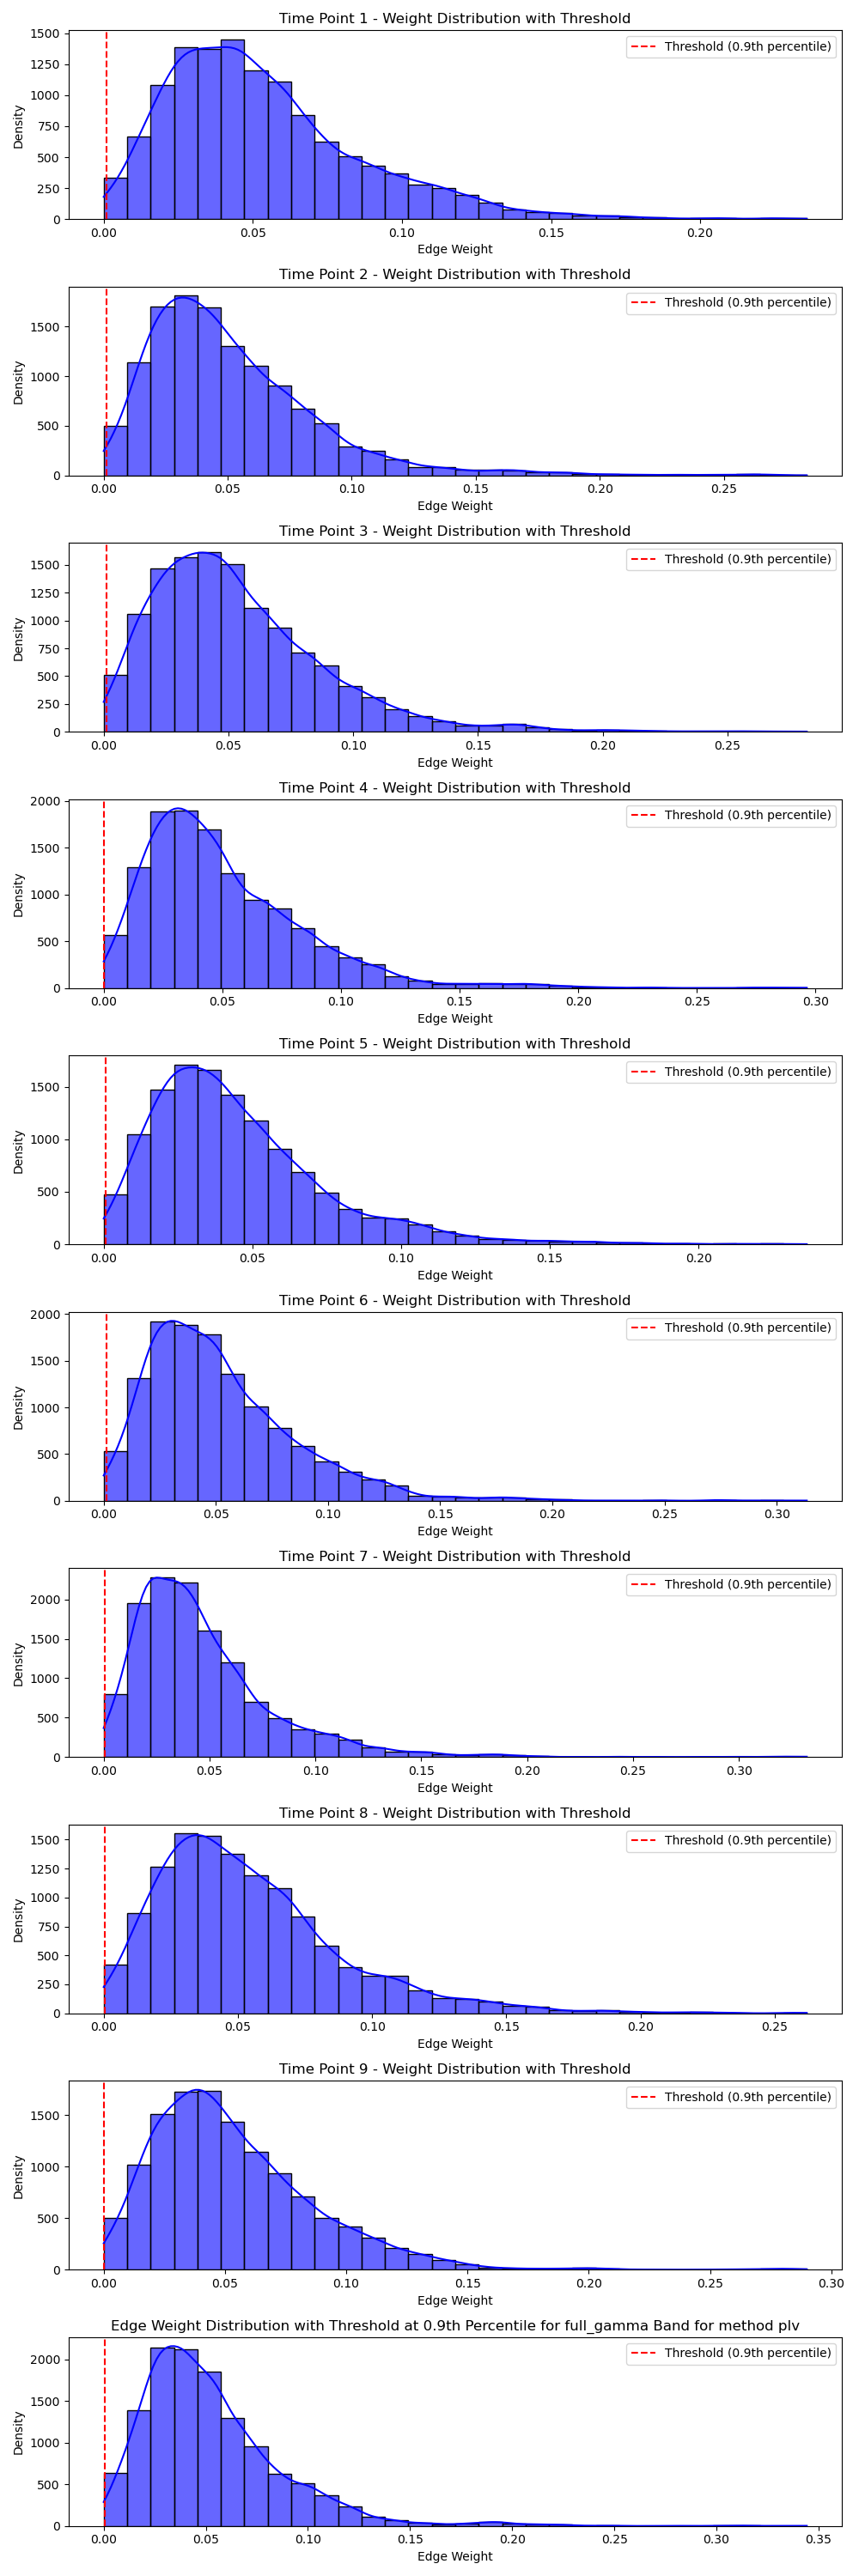 Time Point 1 - Weight Distribution with Threshold
1500
1250
1000
750
500
250
0
Density
Threshold (0.9th percentile)
0.00 0.05 0.10 0.15 0.20
Edge Weight
Time Point 2 - Weight Distribution with Threshold
1500
1000
500
0
Density
Threshold (0.9th percentile)
0.00 0.05 0.10 0.15 0.20 0.25
Edge Weight
Time Point 3 - Weight Distribution with Threshold
1500
1250
1000
750
500
250
0
Density
Threshold (0.9th percentile)
0.00 0.05 0.10 0.15 0.20 0.25
Edge Weight
Time Point 4 - Weight Distribution with Threshold
2000
1500
1000
500
0
Density
Threshold (0.9th percentile)
0.00 0.05 0.10 0.15 0.20 0.25 0.30
Edge Weight
Time Point 5 - Weight Distribution with Threshold
1500
1000
500
0
Density
Threshold (0.9th percentile)
0.00 0.05 0.10 0.15 0.20
Edge Weight
Time Point 6 - Weight Distribution with Threshold
2000
1500
1000
500
0
Density
Threshold (0.9th percentile)
0.00 0.05 0.10 0.15 0.20 0.25 0.30
Edge Weight
Time Point 7 - Weight Distribution with Threshold
2000
1500
1000
500
0
Density
Threshold (0.9th percentile)
0.00 0.05 0.10 0.15 0.20 0.25 0.30
Edge Weight
Time Point 8 - Weight Distribution with Threshold
1500
1250
1000
750
500
250
0
Density
Threshold (0.9th percentile)
0.00 0.05 0.10 0.15 0.20 0.25
Edge Weight
Time Point 9 - Weight Distribution with Threshold
1500
1000
500
0
Density
Threshold (0.9th percentile)
0.00 0.05 0.10 0.15 0.20 0.25 0.30
Edge Weight
Edge Weight Distribution with Threshold at 0.9th Percentile for full_gamma Band for method plv
2000
1500
1000
500
0
Density
Threshold (0.9th percentile)
0.00 0.05 0.10 0.15 0.20 0.25 0.30 0.35
Edge Weight